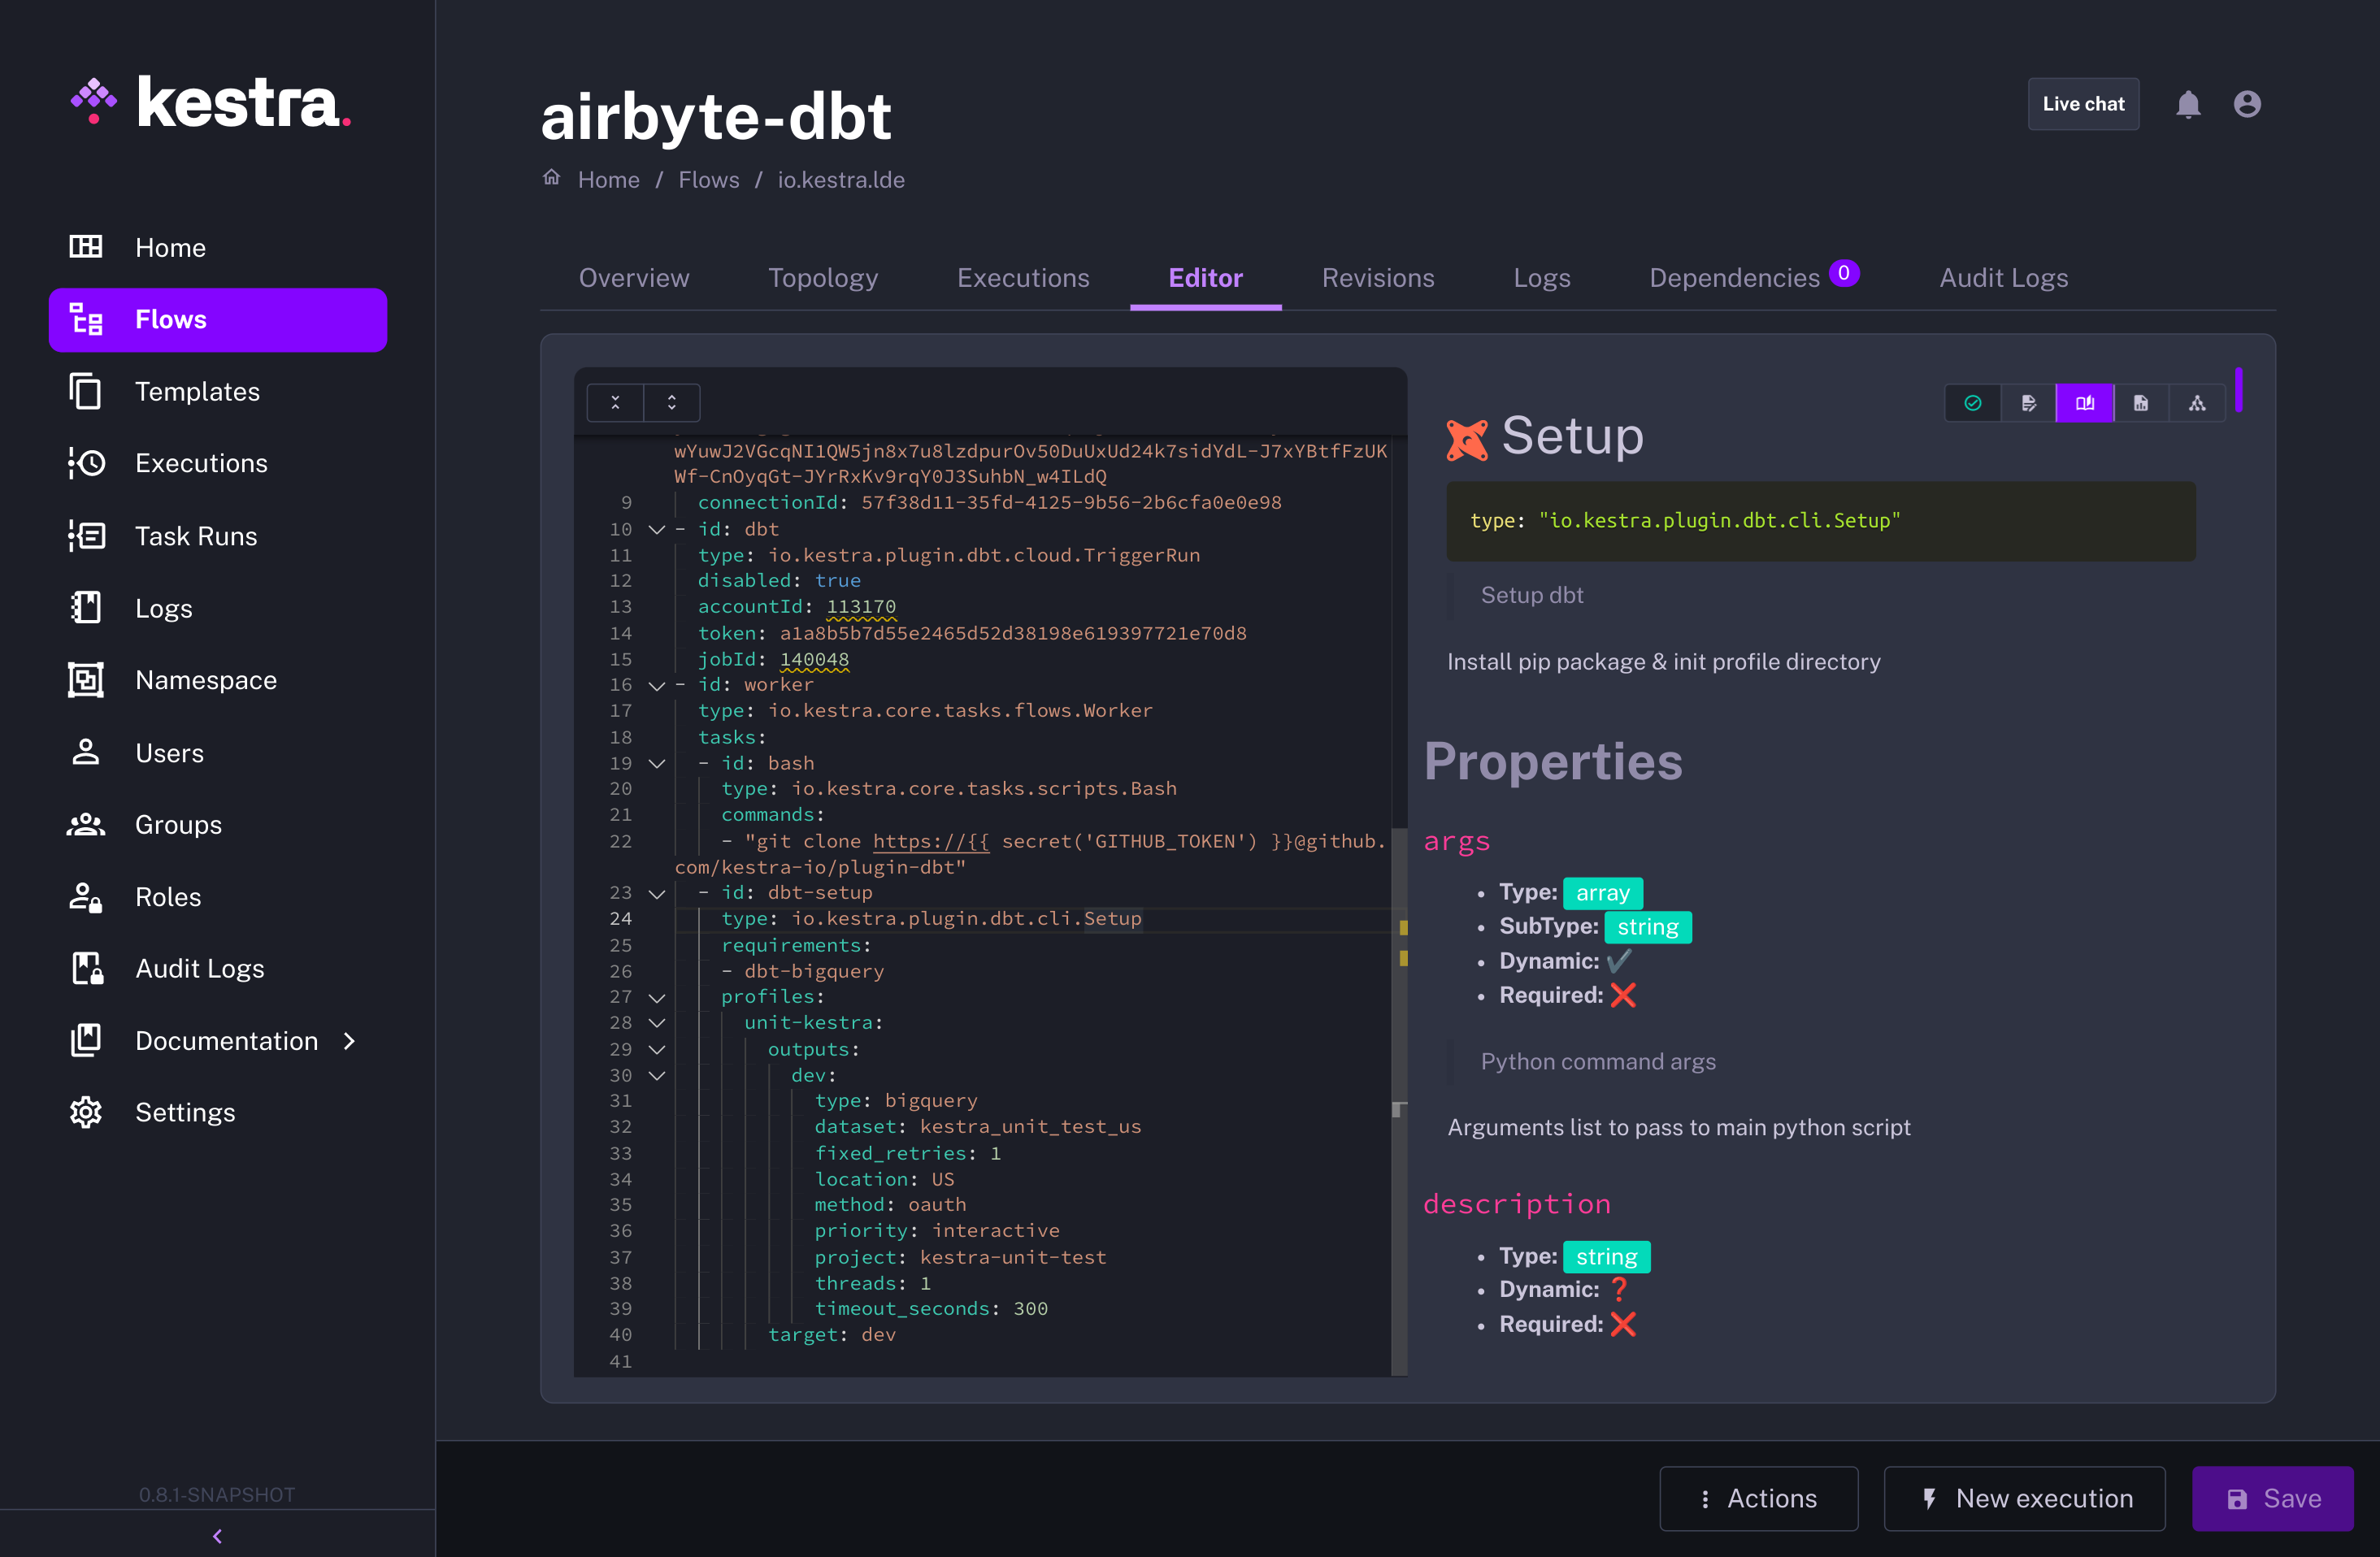 kestra.
Home
Flows
Templates
Executions
Task Runs
Logs
Namespace
Users
Groups
Roles
Audit Logs
Documentation
Settings
0.8.1-SNAPSHOT
airbyte-dbt
Home / Flows / io.kestra.lde
Live chat
Overview Topology Executions Editor Revisions Logs Dependencies 0 Audit Logs
wYuwJ2VGcqNI1QW5jn8x7u8lzdpurOv50DuUxUd24k7sidYdL-J7xYBtfFzUK
Wf-CnOyqGt-JYrRxKv9rqY0J3SuhbN_w4ILdQ
9 connectionId: 57f38d11-35fd-4125-9b56-2b6cfa0e0e98
10 - id: dbt
11 type: io.kestra.plugin.dbt.cloud.TriggerRun
12 disabled: true
13 accountId: 113170
14 token: a1a8b5b7d55e2465d52d38198e619397721e70d8
15 jobId: 140048
16 - id: worker
17 type: io.kestra.core.tasks.flows.Worker
18 tasks:
19 - id: bash
20 type: io.kestra.core.tasks.scripts.Bash
21 commands:
22 - "git clone https://{{ secret('GITHUB_TOKEN') }}@github.
com/kestra-io/plugin-dbt"
23 - id: dbt-setup
24 type: io.kestra.plugin.dbt.cli.Setup
25 requirements:
26 - dbt-bigquery
27 profiles:
28 unit-kestra:
29 outputs:
30 dev:
31 type: bigquery
32 dataset: kestra_unit_test_us
33 fixed_retries: 1
34 location: US
35 method: oauth
36 priority: interactive
37 project: kestra-unit-test
38 threads: 1
39 timeout_seconds: 300
40 target: dev
41
Setup
type: "io.kestra.plugin.dbt.cli.Setup"
Setup dbt
Install pip package & init profile directory
Properties
args
• Type: array
• SubType: string
• Dynamic: ✔
• Required: ❌
Python command args
Arguments list to pass to main python script
description
• Type: string
• Dynamic: ❓
• Required: ❌
Actions
New execution
Save